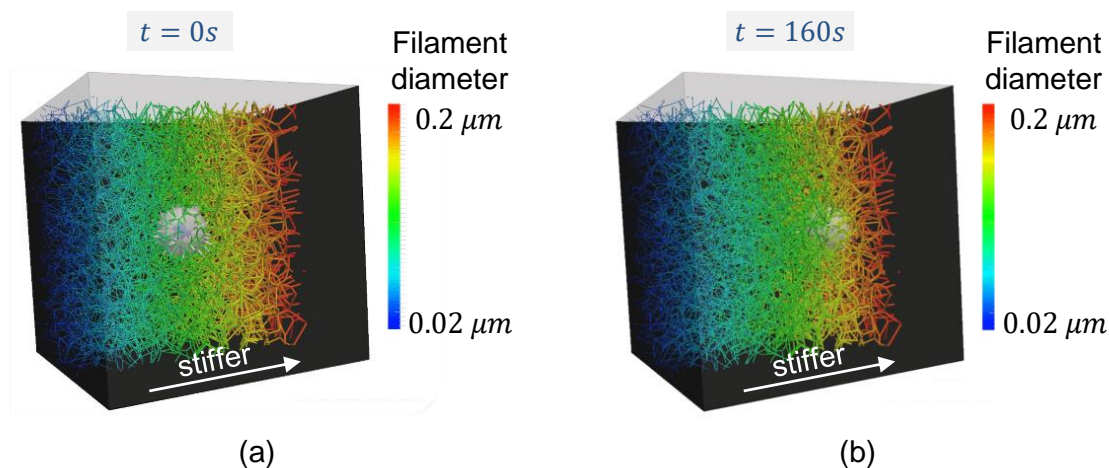 t = 0s
Filament
diameter
0.2 μm
0.02 μm
stiffer
(a)
t = 160s
Filament
diameter
0.2 μm
0.02 μm
stiffer
(b)